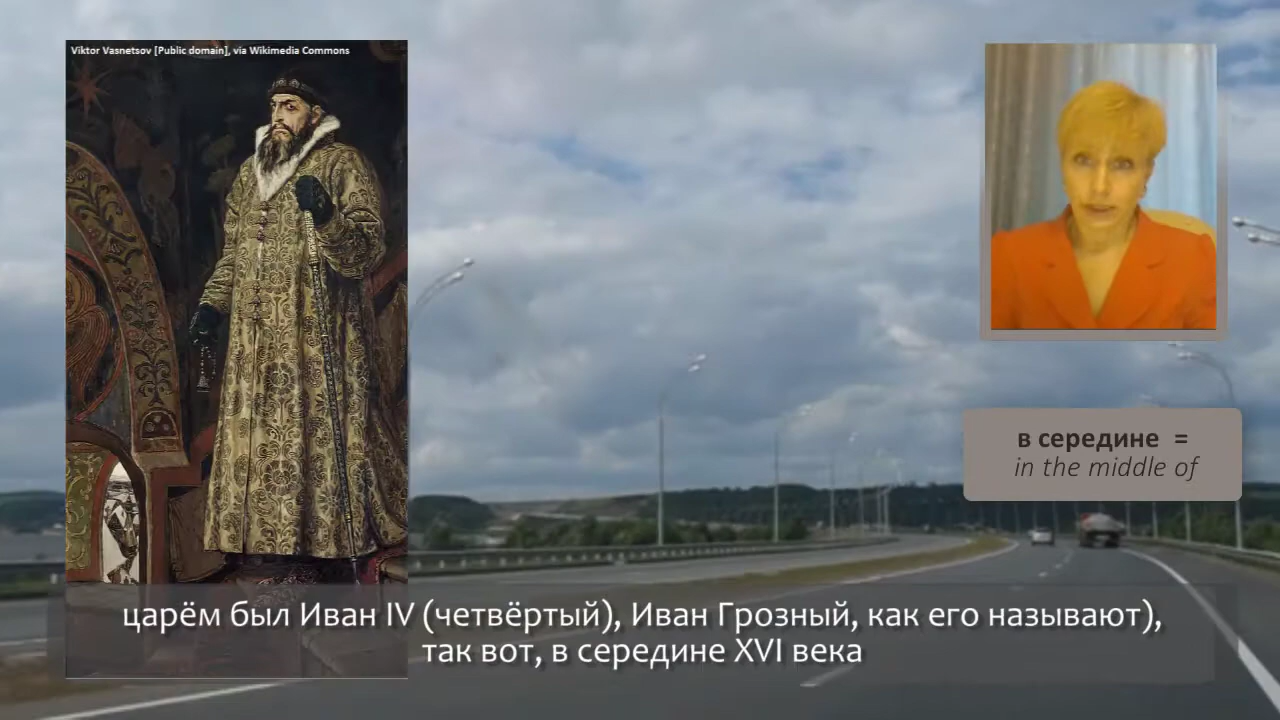 Viktor Vasnetsov [Public domain], via Wikimedia Commons
в середине =
in the middle of
царём был Иван IV (четвёртый), Иван Грозный, как его называют),
так вот, в середине XVI века